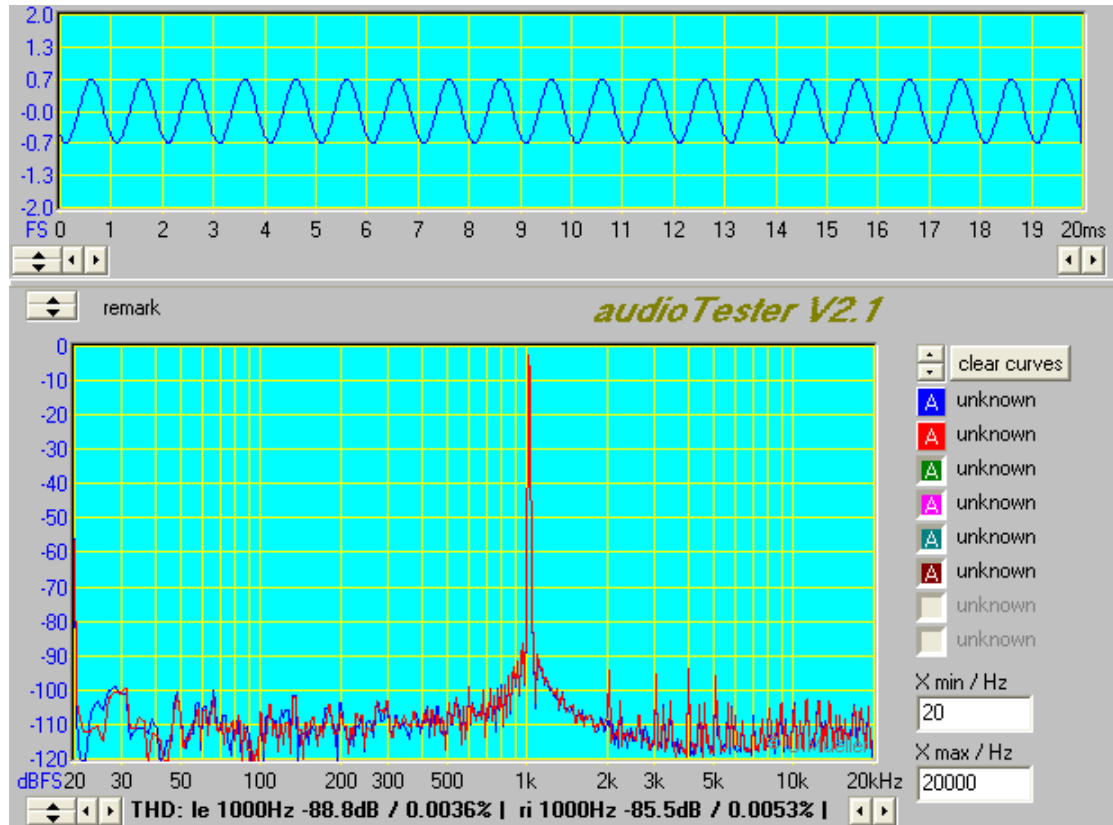 2.0
1.3
0.7
-0.0
-0.7
-1.3
-2.0
FS 0 1 2 3 4 5 6 7 8 9 10 11 12 13 14 15 16 17 18 19 20ms
remark
audioTester V2.1
0
-10
-20
-30
-40
-50
-60
-70
-80
-90
-100
-110
-120
dBFS 20 30 50 100 200 300 500 1k 2k 3k 5k 10k 20kHz
THD: le 1000Hz -88.8dB / 0.0036% | ri 1000Hz -85.5dB / 0.0053% |
clear curves
A unknown
A unknown
A unknown
A unknown
A unknown
A unknown
unknown
unknown
X min / Hz
20
X max / Hz
20000